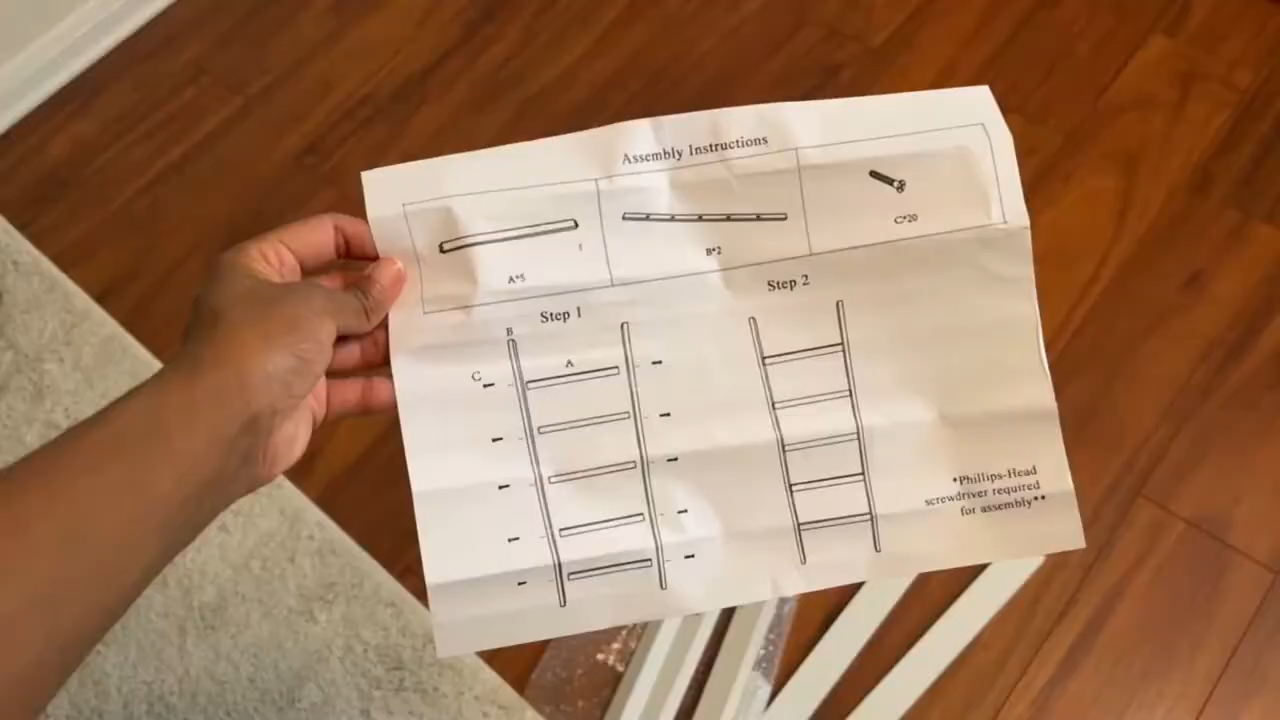 Assembly Instructions
A*5
B*2
C*20
Step 1
Step 2
B
A
C
*Phillips-Head
screwdriver required
for assembly**